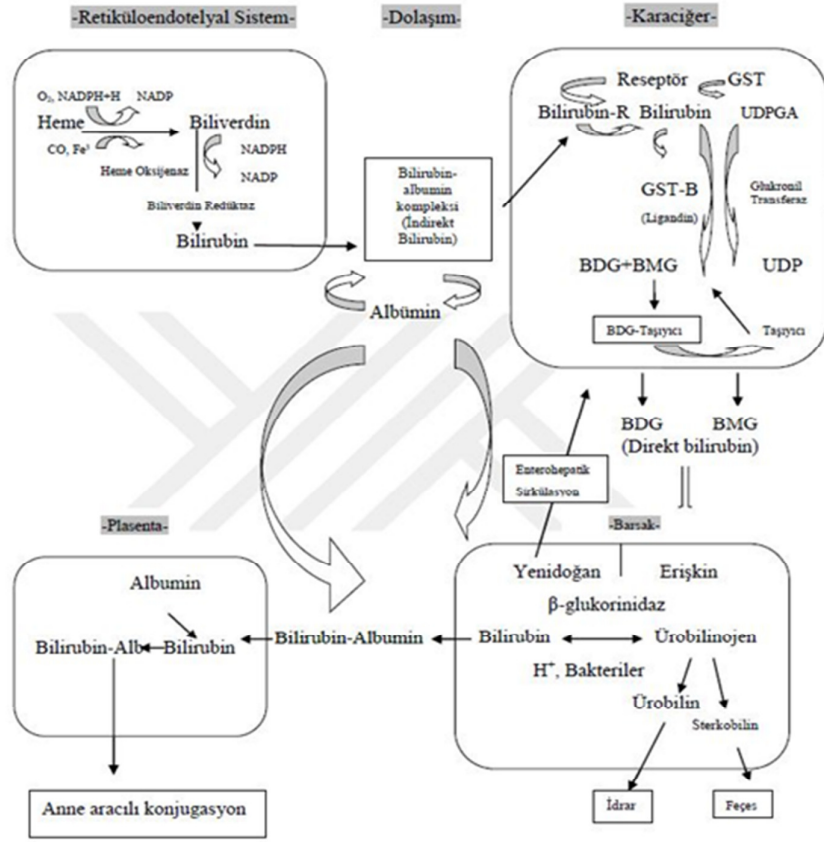 -Retiküloendotelyal Sistem-
-Dolaşım-
-Karaciğer-
O₂, NADPH+H NADP
Heme
Biliverdin
CO, Fe³
NADPH
Heme Oksijenaz
NADP
Biliverdin Redüktaz
Bilirubin
Bilirubin-
albumin
kompleksi
(İndirekt
Bilirubin)
Albümin
Reseptör GST
Bilirubin-R Bilirubin UDPGA
GST-B
(Ligandin)
Glukronil
Transferaz
BDG+BMG UDP
BDG-Taşıyıcı
Taşıyıcı
BDG BMG
(Direkt bilirubin)
Enterohepatik
Sirkülasyon
-Plasenta-
-Barsak-
Albumin
Bilirubin-Alb Bilirubin
Bilirubin-Albumin
Yenidoğan Erişkin
β-glukorinidaz
Bilirubin Ürobilinojen
H⁺, Bakteriler
Ürobilin
Sterkobilin
Anne aracılı konjugasyon
İdrar
Feçes